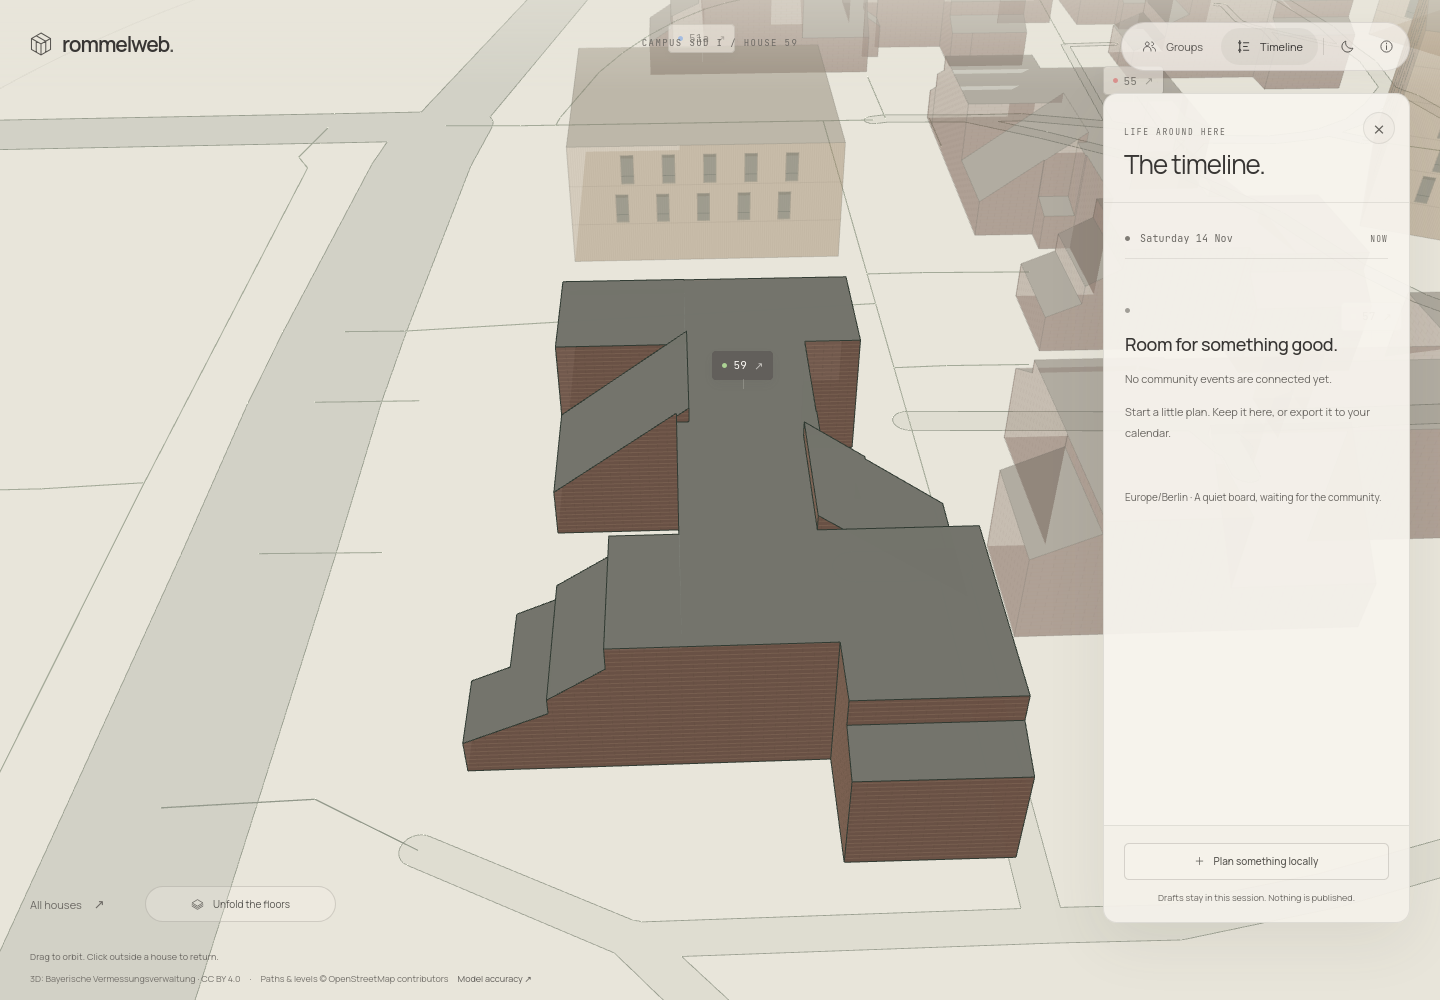 rommelweb.
51a ↗
CAMPUS SÜD I / HOUSE 59
Groups
Timeline
55 ↗
LIFE AROUND HERE
The timeline.
Saturday 14 Nov
NOW
Room for something good.
No community events are connected yet.
Start a little plan. Keep it here, or export it to your
calendar.
Europe/Berlin · A quiet board, waiting for the community.
59 ↗
+ Plan something locally
Drafts stay in this session. Nothing is published.
All houses ↗
Unfold the floors
Drag to orbit. Click outside a house to return.
3D: Bayerische Vermessungsverwaltung · CC BY 4.0 · Paths & levels © OpenStreetMap contributors Model accuracy ↗